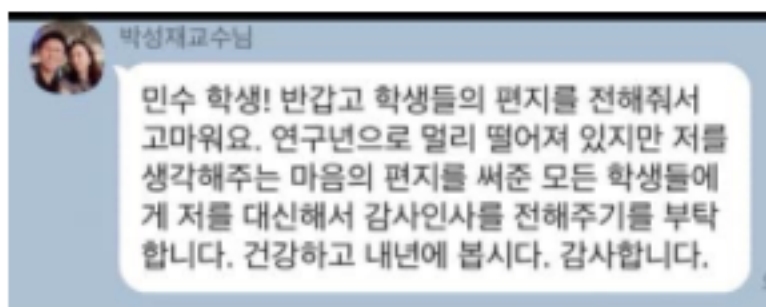 박성재교수님
민수 학생! 반갑고 학생들의 편지를 전해줘서
고마워요. 연구년으로 멀리 떨어져 있지만 저를
생각해주는 마음의 편지를 써준 모든 학생들에
게 저를 대신해서 감사인사를 전해주기를 부탁
합니다. 건강하고 내년에 봅시다. 감사합니다.